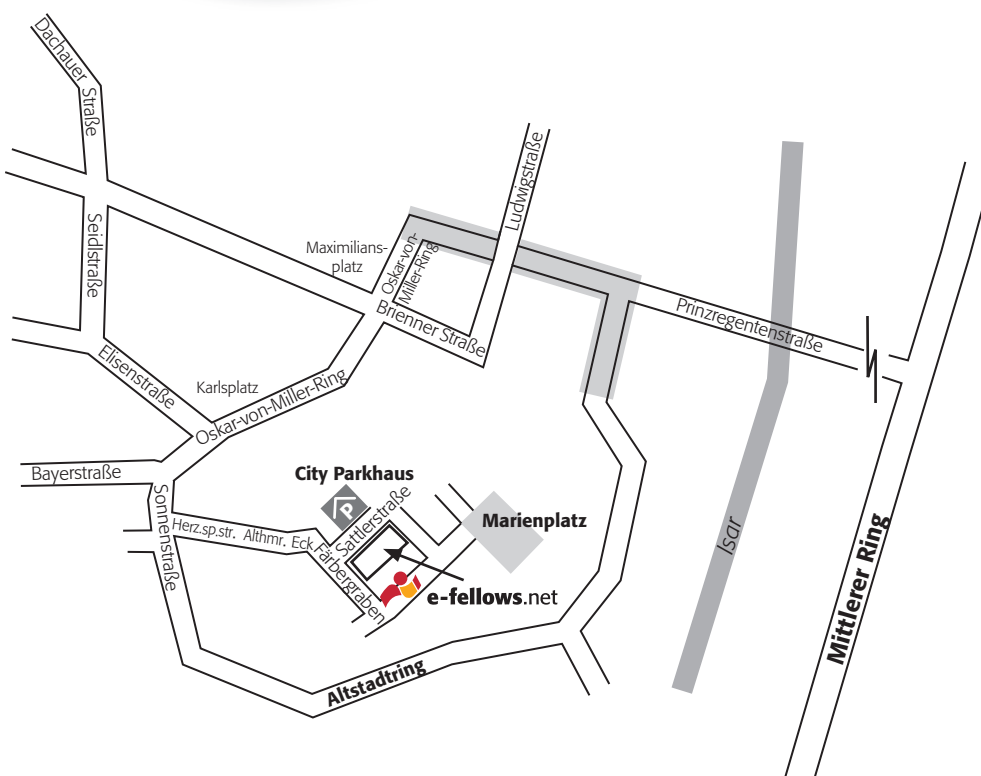 Dachauer
Straße
Ludwigstraße
Seidlstraße
Maximilians-
platz
Oskar-von-
Miller-Ring
Brienner Straße
Prinzregentenstraße
Elisenstraße
Karlsplatz
Oskar-von-Miller-Ring
Bayerstraße
City Parkhaus
P
Sonnenstraße
Herz.sp.str. Althmr. Eck
Sattlerstraße
Färbergraben
Marienplatz
Isar
e-fellows.net
Mittlerer Ring
Altstadtring